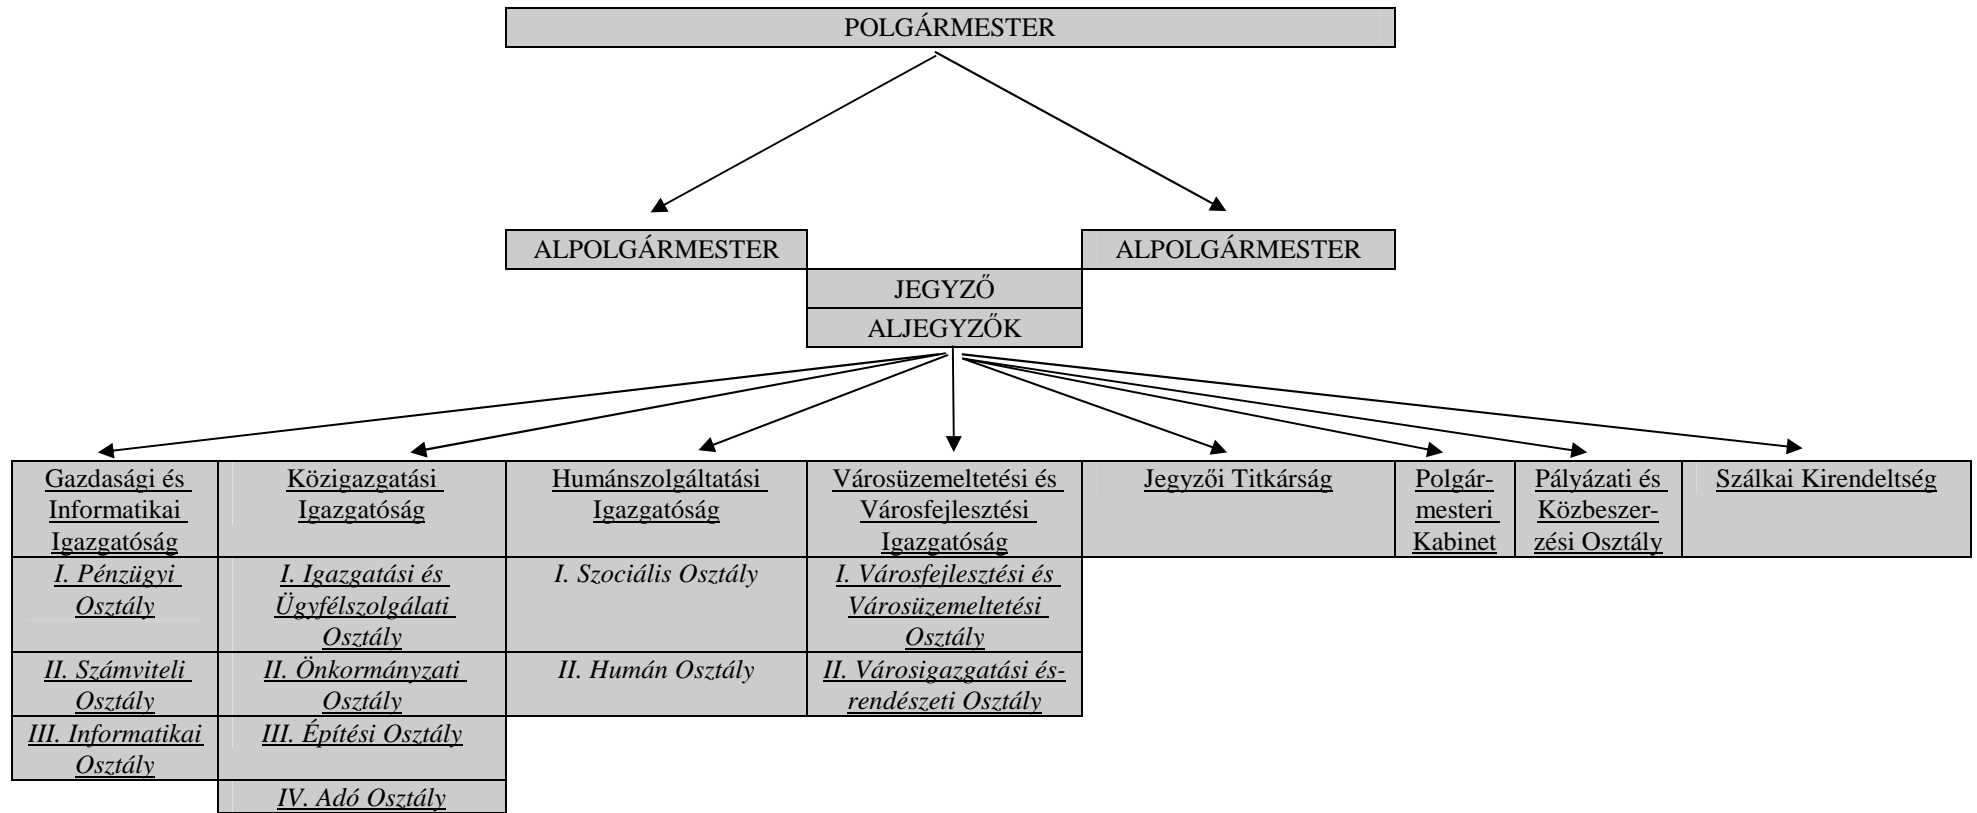 POLGÁRMESTER
ALPOLGÁRMESTER
ALPOLGÁRMESTER
JEGYZŐ
ALJEGYZŐK
Gazdasági és
Informatikai
Igazgatóság
Közigazgatási
Igazgatóság
Humánszolgáltatási
Igazgatóság
Városüzemeltetési és
Városfejlesztési
Igazgatóság
Jegyzői Titkárság
Polgár-
mesteri
Kabinet
Pályázati és
Közbeszer-
zési Osztály
Szálkai Kirendeltség
I. Pénzügyi
Osztály
I. Igazgatási és
Ügyfélszolgálati
Osztály
I. Szociális Osztály
I. Városfejlesztési és
Városüzemeltetési
Osztály
II. Számviteli
Osztály
II. Önkormányzati
Osztály
II. Humán Osztály
II. Városigazgatási és-
rendészeti Osztály
III. Informatikai
Osztály
III. Építési Osztály
IV. Adó Osztály